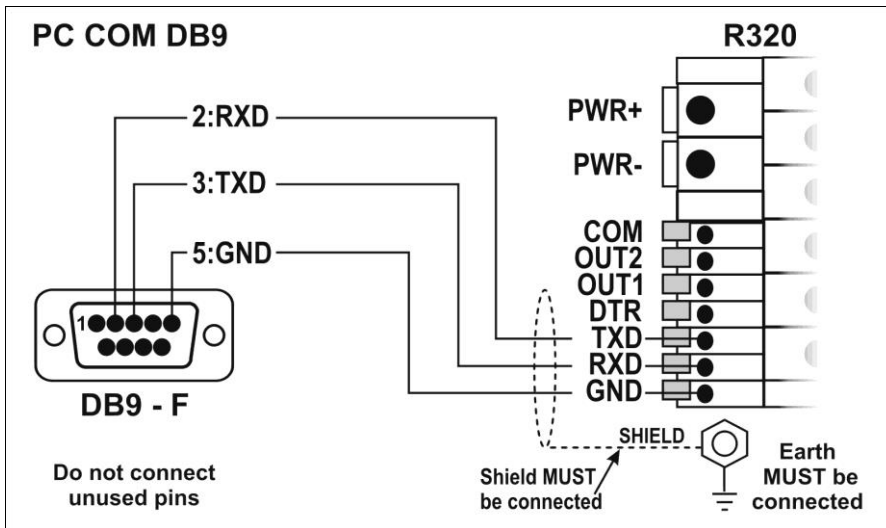 PC COM DB9
R320
2:RXD
3:TXD
5:GND
1
DB9 - F
Do not connect
unused pins
PWR+
PWR-
COM
OUT2
OUT1
DTR
TXD
RXD
GND
SHIELD
Shield MUST
be connected
Earth
MUST be
connected